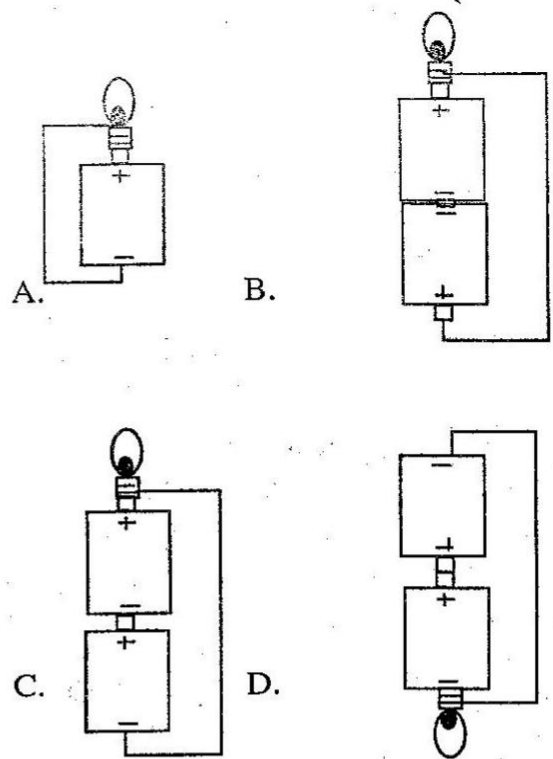 A. + −
B. + − − +
C. + − + −
D. − + + −